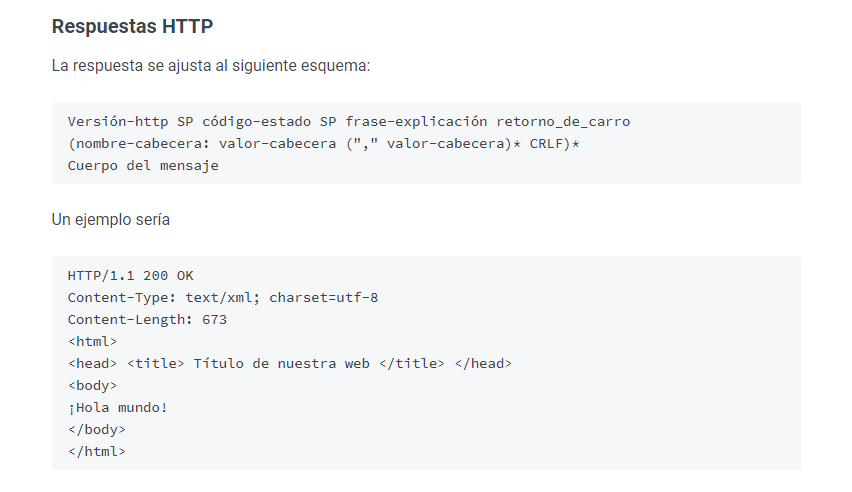 Respuestas HTTP
La respuesta se ajusta al siguiente esquema:
Versión-http SP código-estado SP frase-explicación retorno_de_carro
(nombre-cabecera: valor-cabecera ("," valor-cabecera)* CRLF)*
Cuerpo del mensaje
Un ejemplo sería
HTTP/1.1 200 OK
Content-Type: text/xml; charset=utf-8
Content-Length: 673
<html>
<head> <title> Título de nuestra web </title> </head>
<body>
¡Hola mundo!
</body>
</html>